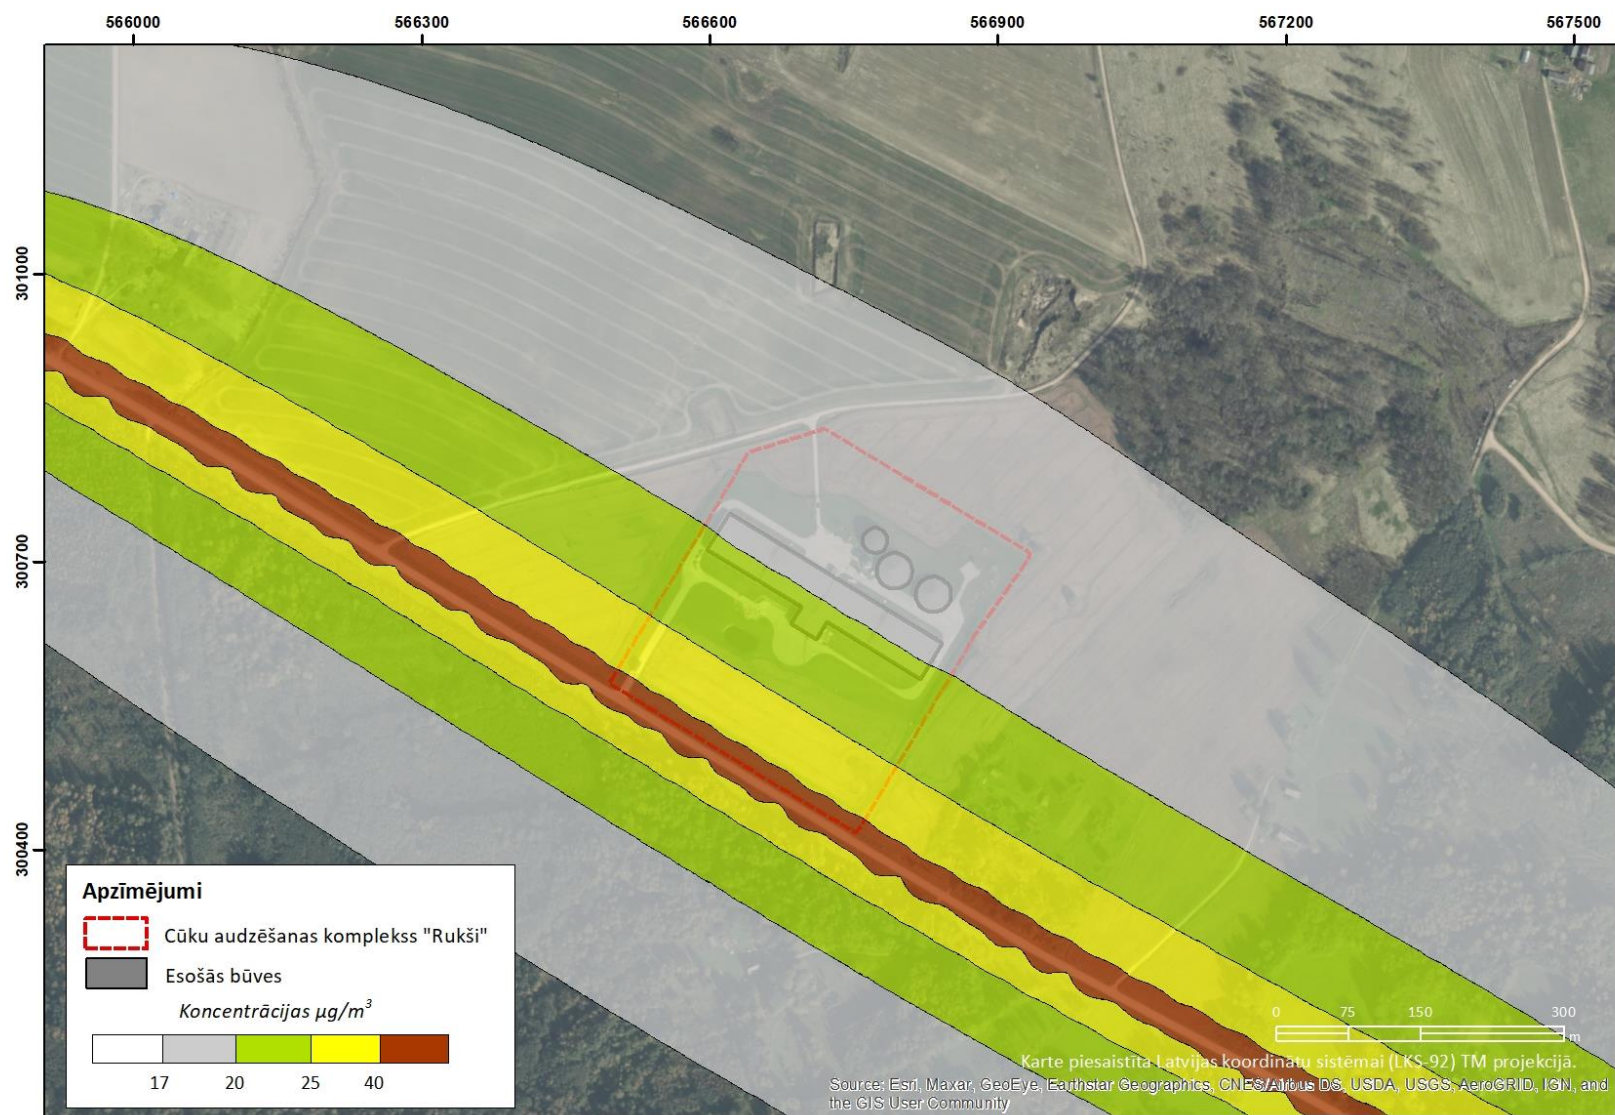 566000 566300 566600 566900 567200 567500
301000
300700
300400
Apzīmējumi
Cūku audzēšanas komplekss "Rukši"
Esošās būves
Koncentrācijas µg/m³
17 20 25 40
0 75 150 300
m
Karte piesaistīta Latvijas koordinātu sistēmai (LKS-92) TM projekcijā.
Source: Esri, Maxar, GeoEye, Earthstar Geographics, CNES/Airbus DS, USDA, USGS, AeroGRID, IGN, and
the GIS User Community